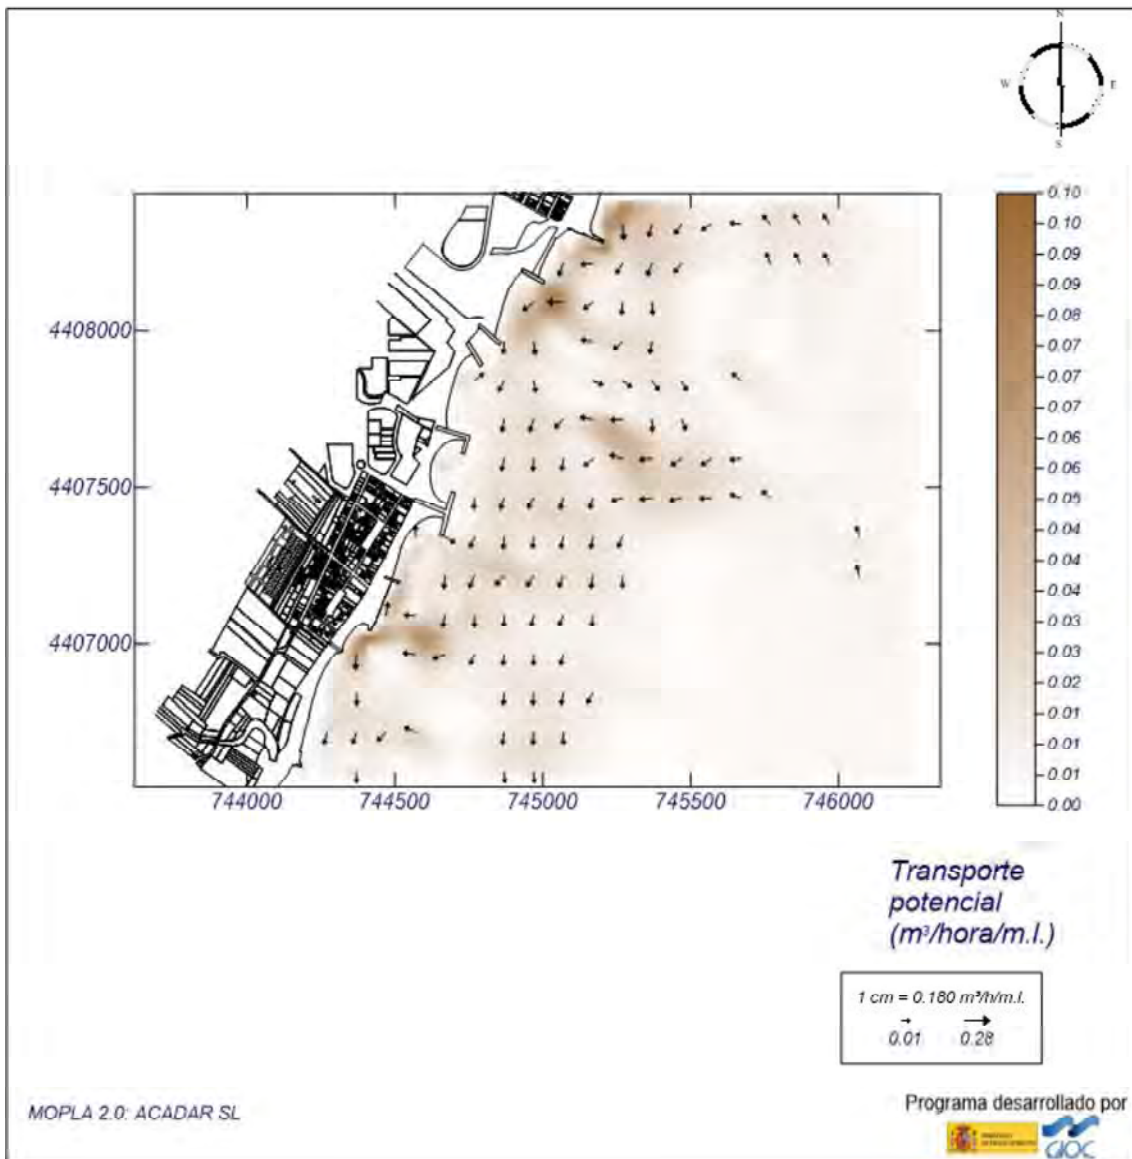 N
W
E
S
0.10
0.10
0.09
0.09
0.08
0.07
0.07
0.07
0.06
0.06
0.05
0.04
0.04
0.04
0.03
0.03
0.02
0.01
0.01
0.01
0.00
4408000
4407500
4407000
744000 744500 745000 745500 746000
Transporte
potencial
(m³/hora/m.l.)
1 cm = 0.180 m³/h/m.l.
0.01 0.28
MOPLA 2.0: ACADAR SL
Programa desarrollado por
GIOC